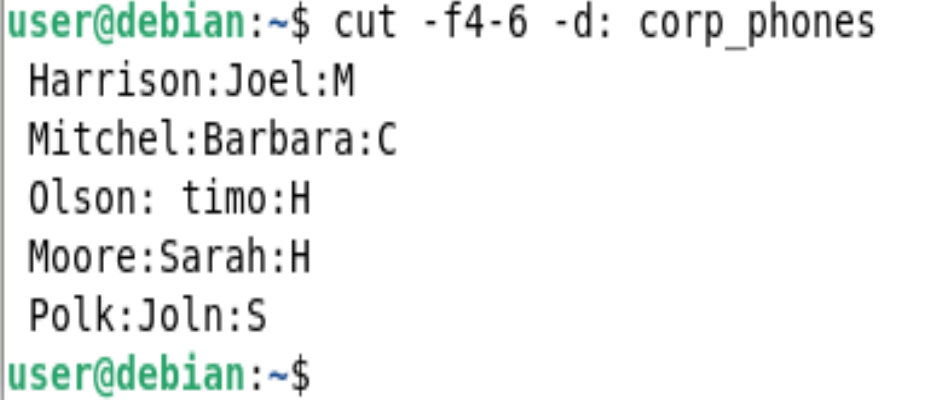 user@debian:~$ cut -f4-6 -d: corp_phones
Harrison:Joel:M
Mitchel:Barbara:C
Olson: timo:H
Moore:Sarah:H
Polk:Joln:S
user@debian:~$